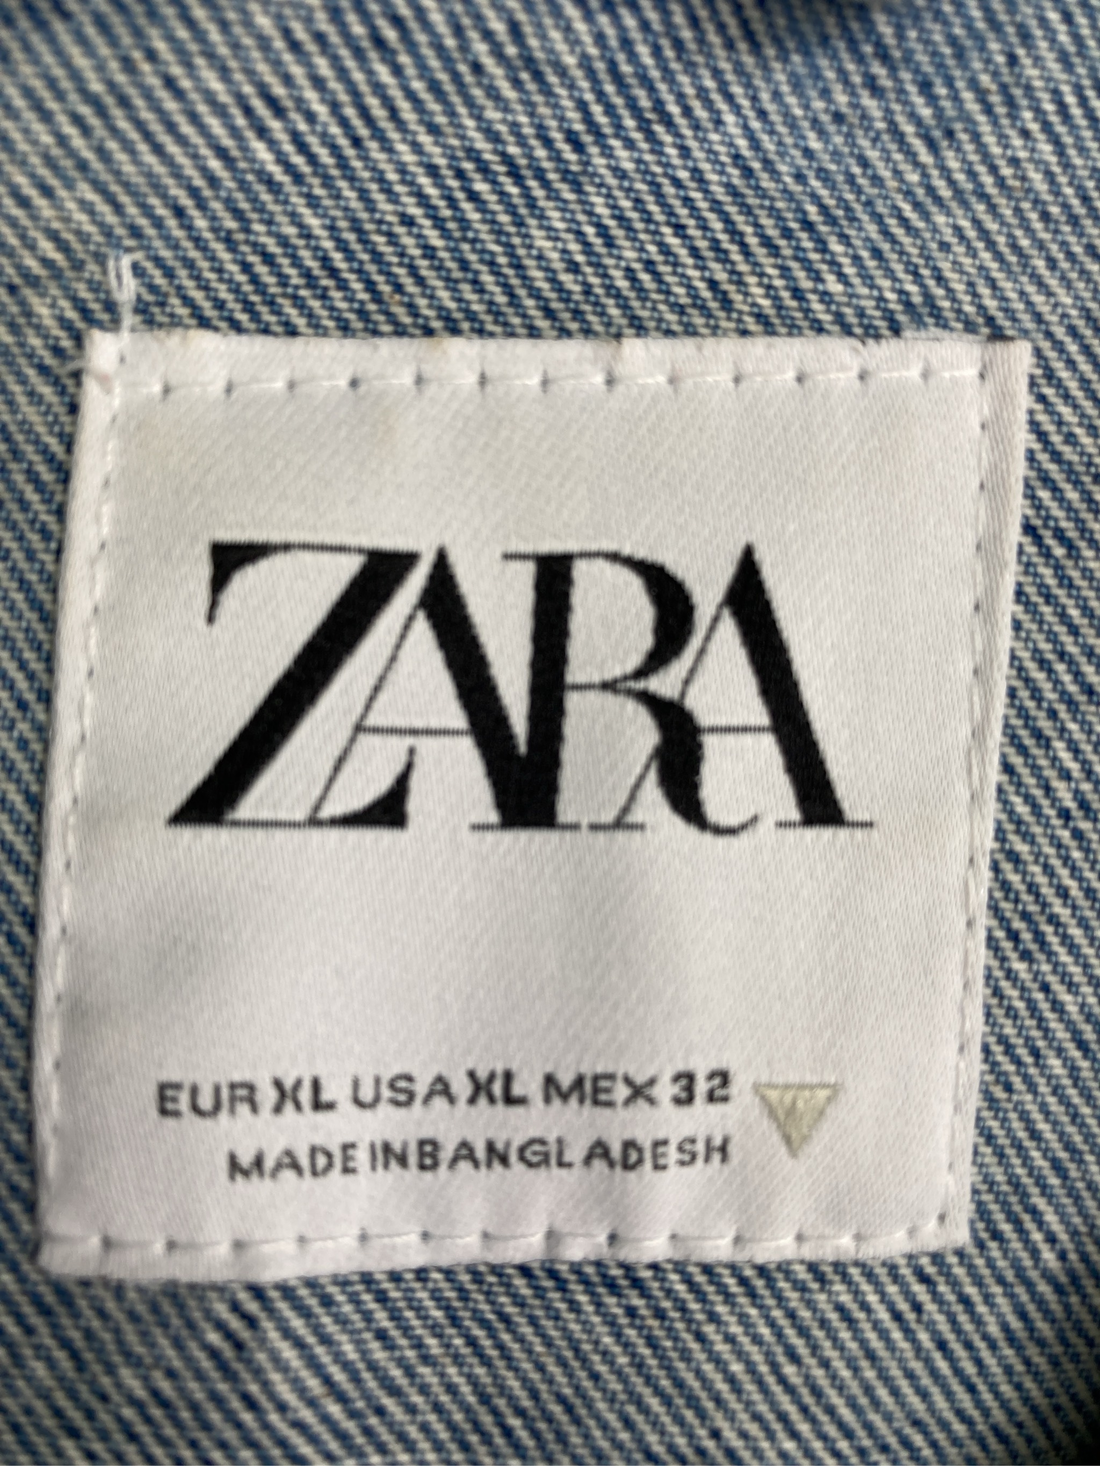 ZARA
EUR XL USA XL MEX 32
MADE IN BANGLADESH